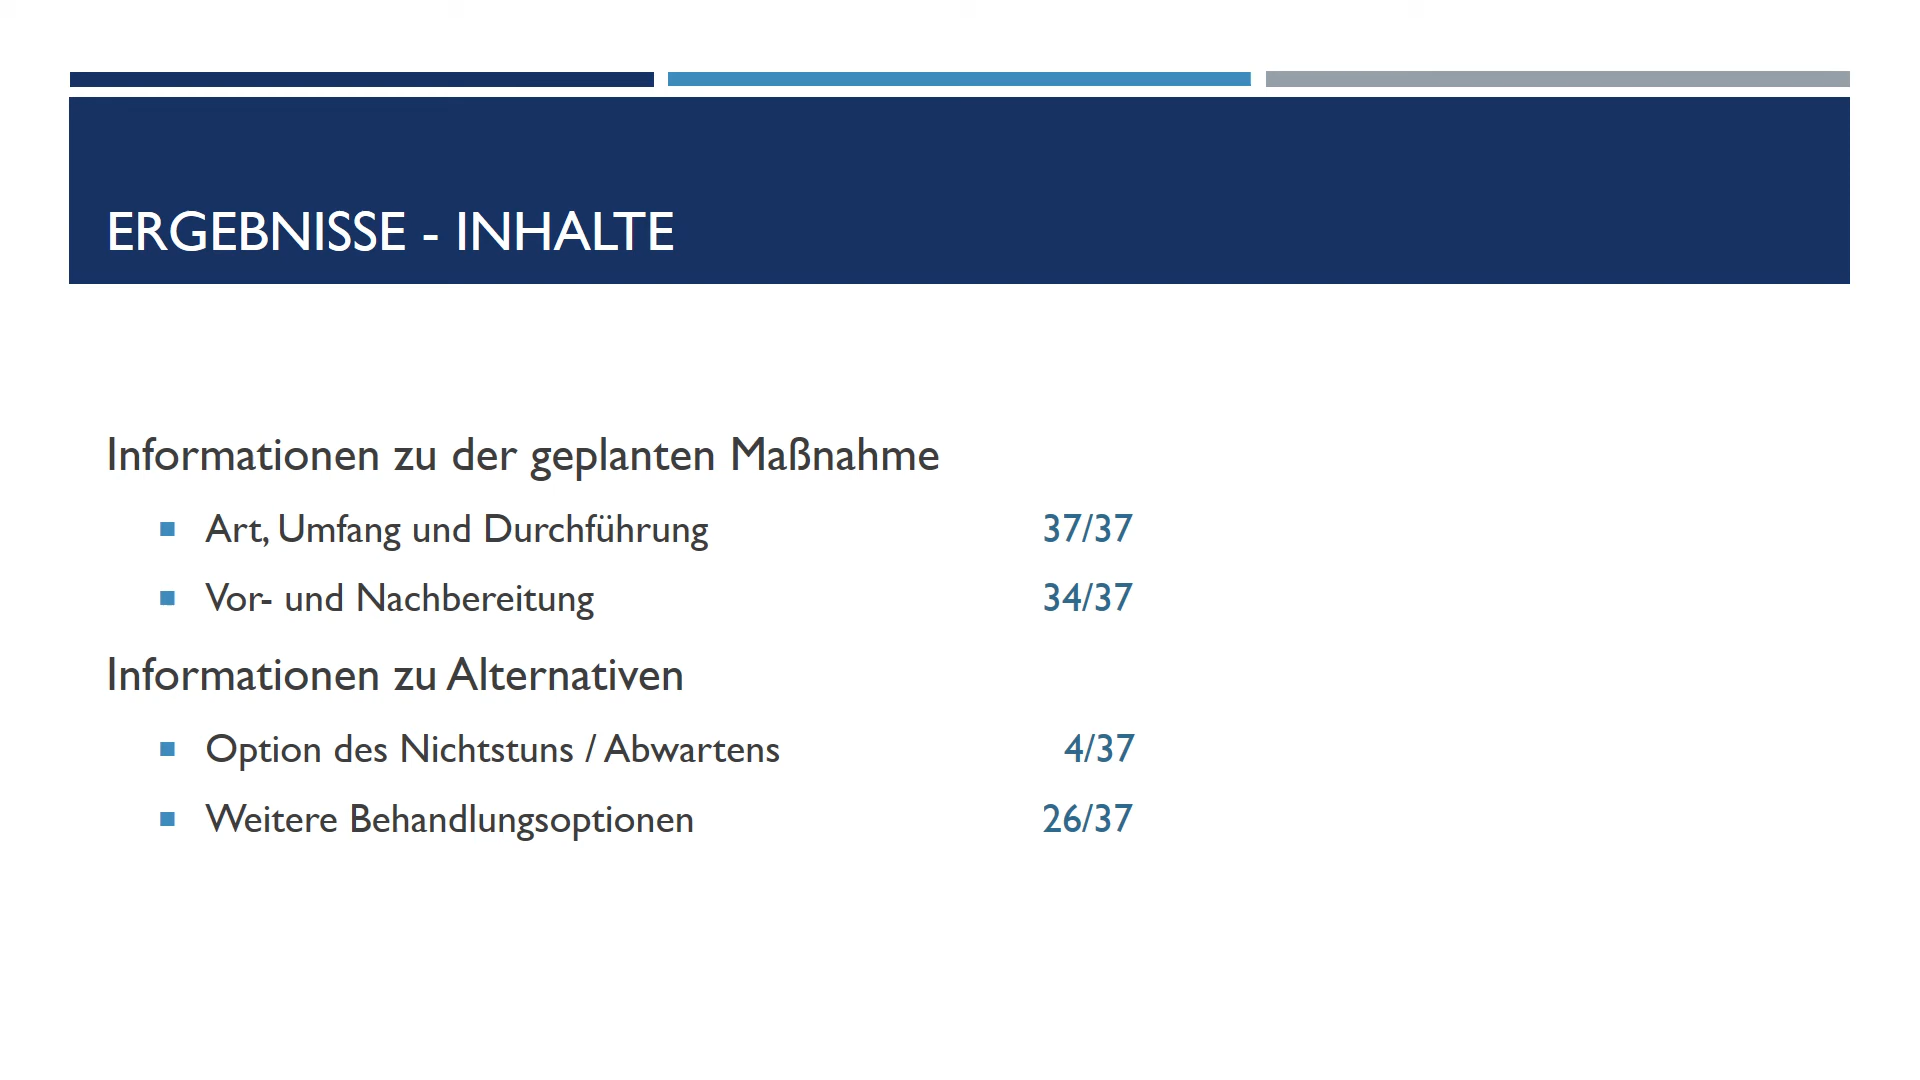 ERGEBNISSE - INHALTE
Informationen zu der geplanten Maßnahme
Art, Umfang und Durchführung 37/37
Vor- und Nachbereitung 34/37
Informationen zu Alternativen
Option des Nichtstuns / Abwartens 4/37
Weitere Behandlungsoptionen 26/37